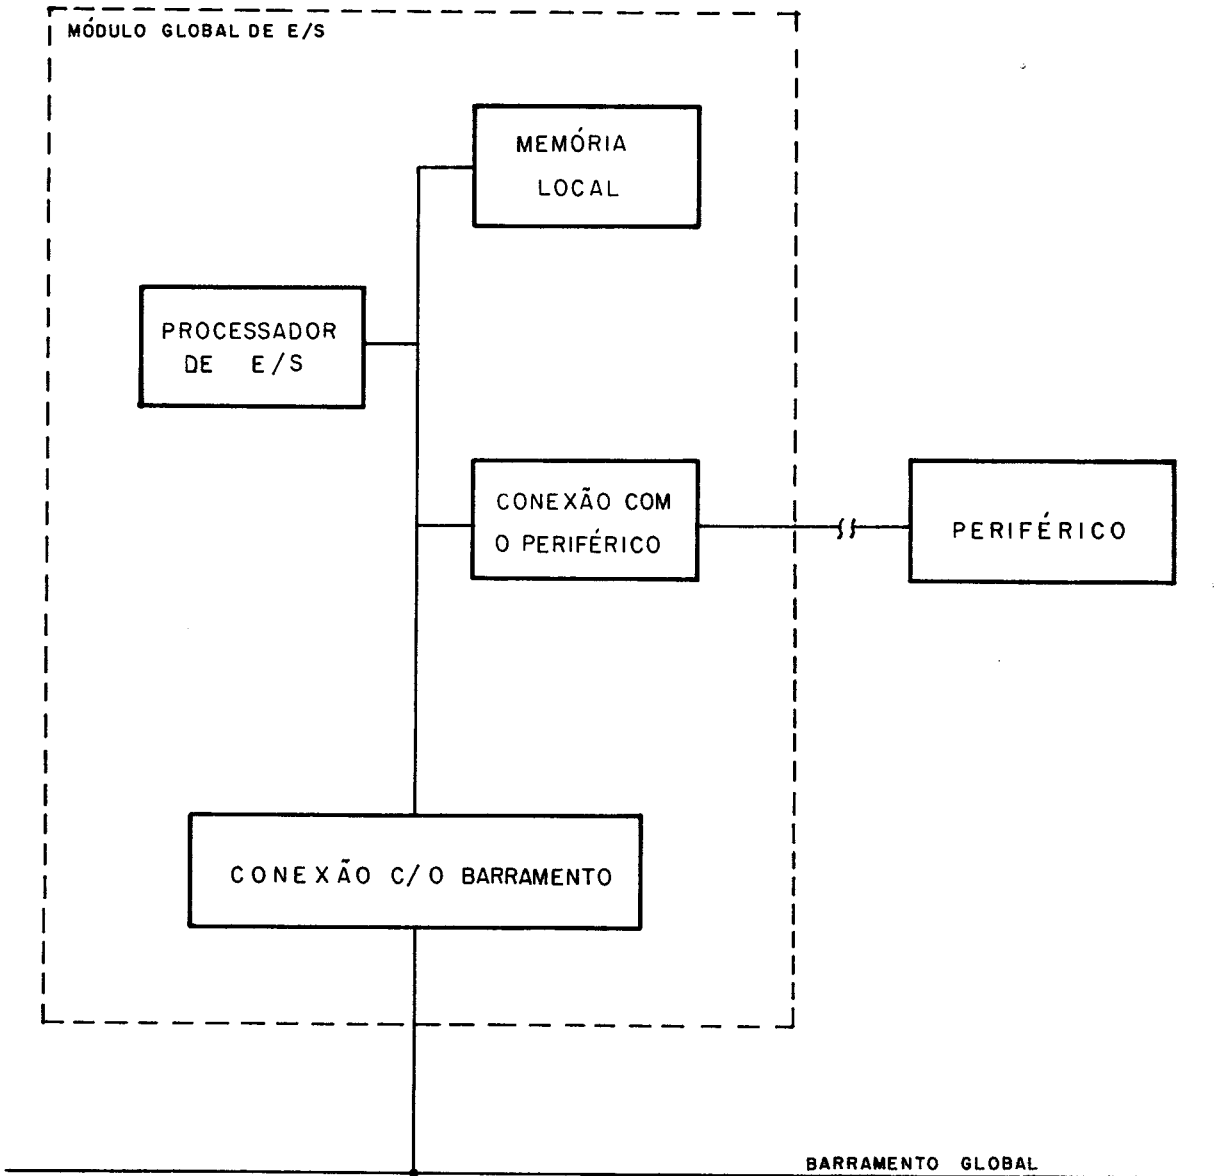 MÓDULO GLOBAL DE E/S
MEMÓRIA
LOCAL
PROCESSADOR
DE E/S
CONEXÃO COM
O PERIFÉRICO
PERIFÉRICO
CONEXÃO C/O BARRAMENTO
BARRAMENTO GLOBAL